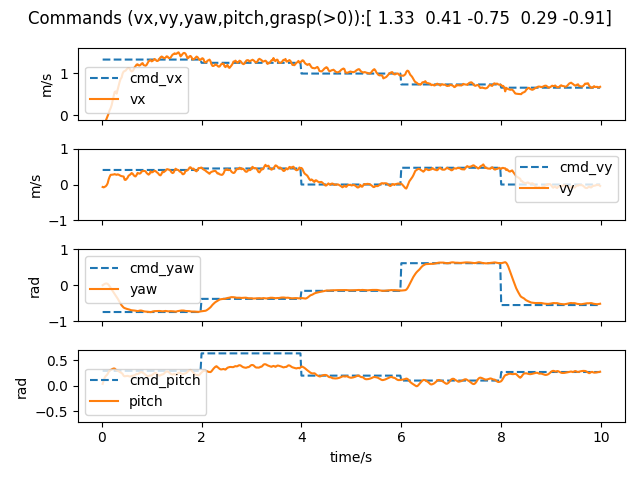 Commands (vx,vy,yaw,pitch,grasp(>0)):[ 1.33  0.41 -0.75  0.29 -0.91]
1
0
m/s
cmd_vx
vx
1
0
−1
m/s
cmd_vy
vy
1
0
−1
rad
cmd_yaw
yaw
0.5
0.0
−0.5
rad
cmd_pitch
pitch
0 2 4 6 8 10
time/s